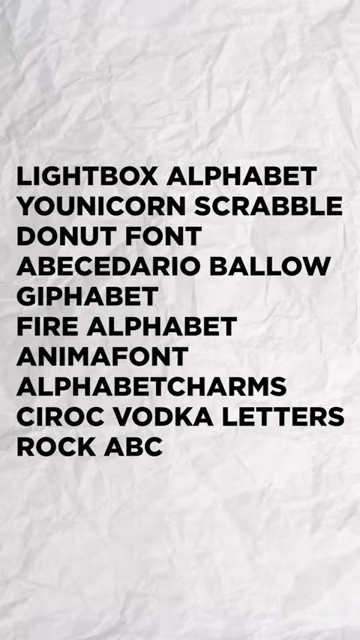 LIGHTBOX ALPHABET
YOUNICORN SCRABBLE
DONUT FONT
ABECEDARIO BALLOW
GIPHABET
FIRE ALPHABET
ANIMAFONT
ALPHABETCHARMS
CIROC VODKA LETTERS
ROCK ABC